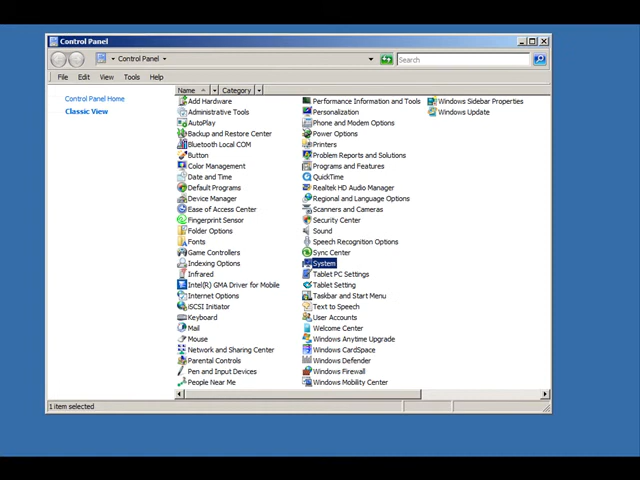 Control Panel
Control Panel
Search
File Edit View Tools Help
Control Panel Home
Classic View
Name Category
Add Hardware
Administrative Tools
AutoPlay
Backup and Restore Center
Bluetooth Local COM
Button
Color Management
Date and Time
Default Programs
Device Manager
Ease of Access Center
Fingerprint Sensor
Folder Options
Fonts
Game Controllers
Indexing Options
Infrared
Intel(R) GMA Driver for Mobile
Internet Options
iSCSI Initiator
Keyboard
Mail
Mouse
Network and Sharing Center
Parental Controls
Pen and Input Devices
People Near Me
Performance Information and Tools
Personalization
Phone and Modem Options
Power Options
Printers
Problem Reports and Solutions
Programs and Features
QuickTime
Realtek HD Audio Manager
Regional and Language Options
Scanners and Cameras
Security Center
Sound
Speech Recognition Options
Sync Center
System
Tablet PC Settings
Tablet Setting
Taskbar and Start Menu
Text to Speech
User Accounts
Welcome Center
Windows Anytime Upgrade
Windows CardSpace
Windows Defender
Windows Firewall
Windows Mobility Center
Windows Sidebar Properties
Windows Update
1 item selected